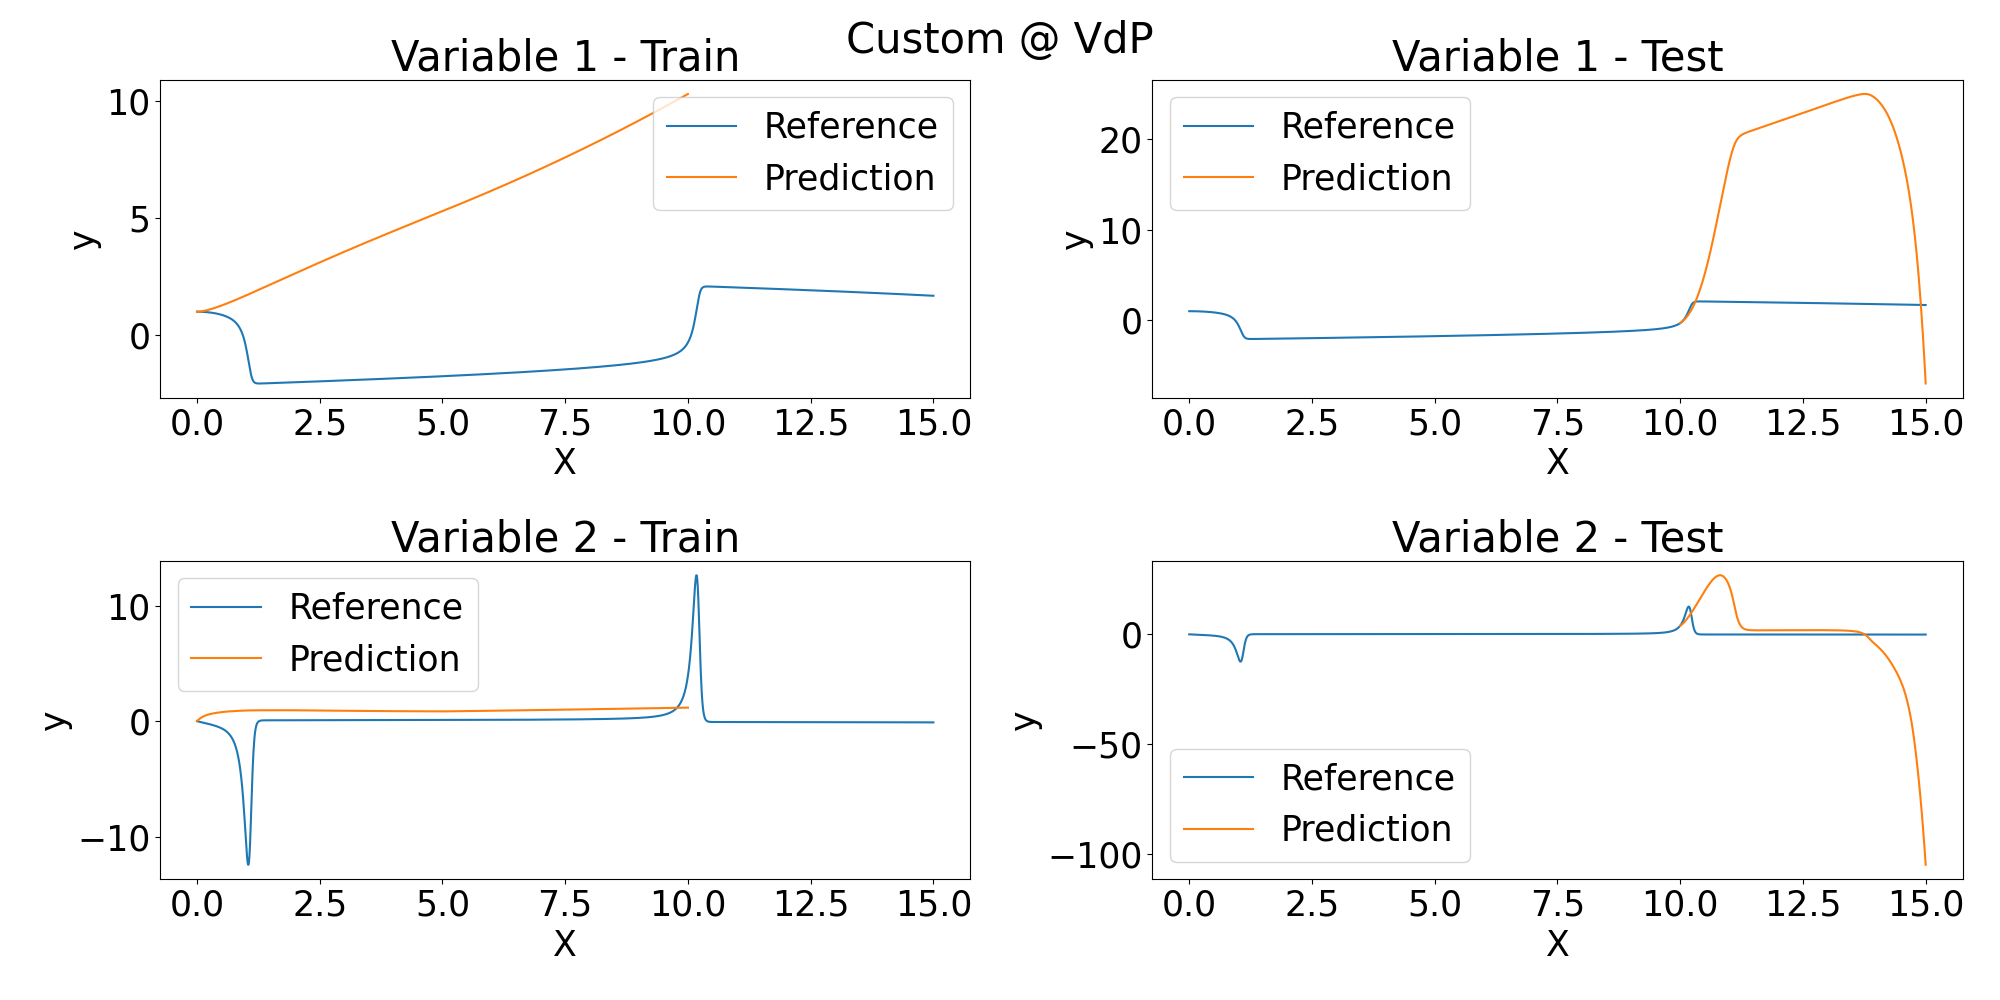 Custom @ VdP
Variable 1 - Train
10
5
0
y
Reference
Prediction
0.0 2.5 5.0 7.5 10.0 12.5 15.0
X
Variable 1 - Test
20
10
0
y
Reference
Prediction
0.0 2.5 5.0 7.5 10.0 12.5 15.0
X
Variable 2 - Train
10
0
−10
y
Reference
Prediction
0.0 2.5 5.0 7.5 10.0 12.5 15.0
X
Variable 2 - Test
0
−50
−100
y
Reference
Prediction
0.0 2.5 5.0 7.5 10.0 12.5 15.0
X